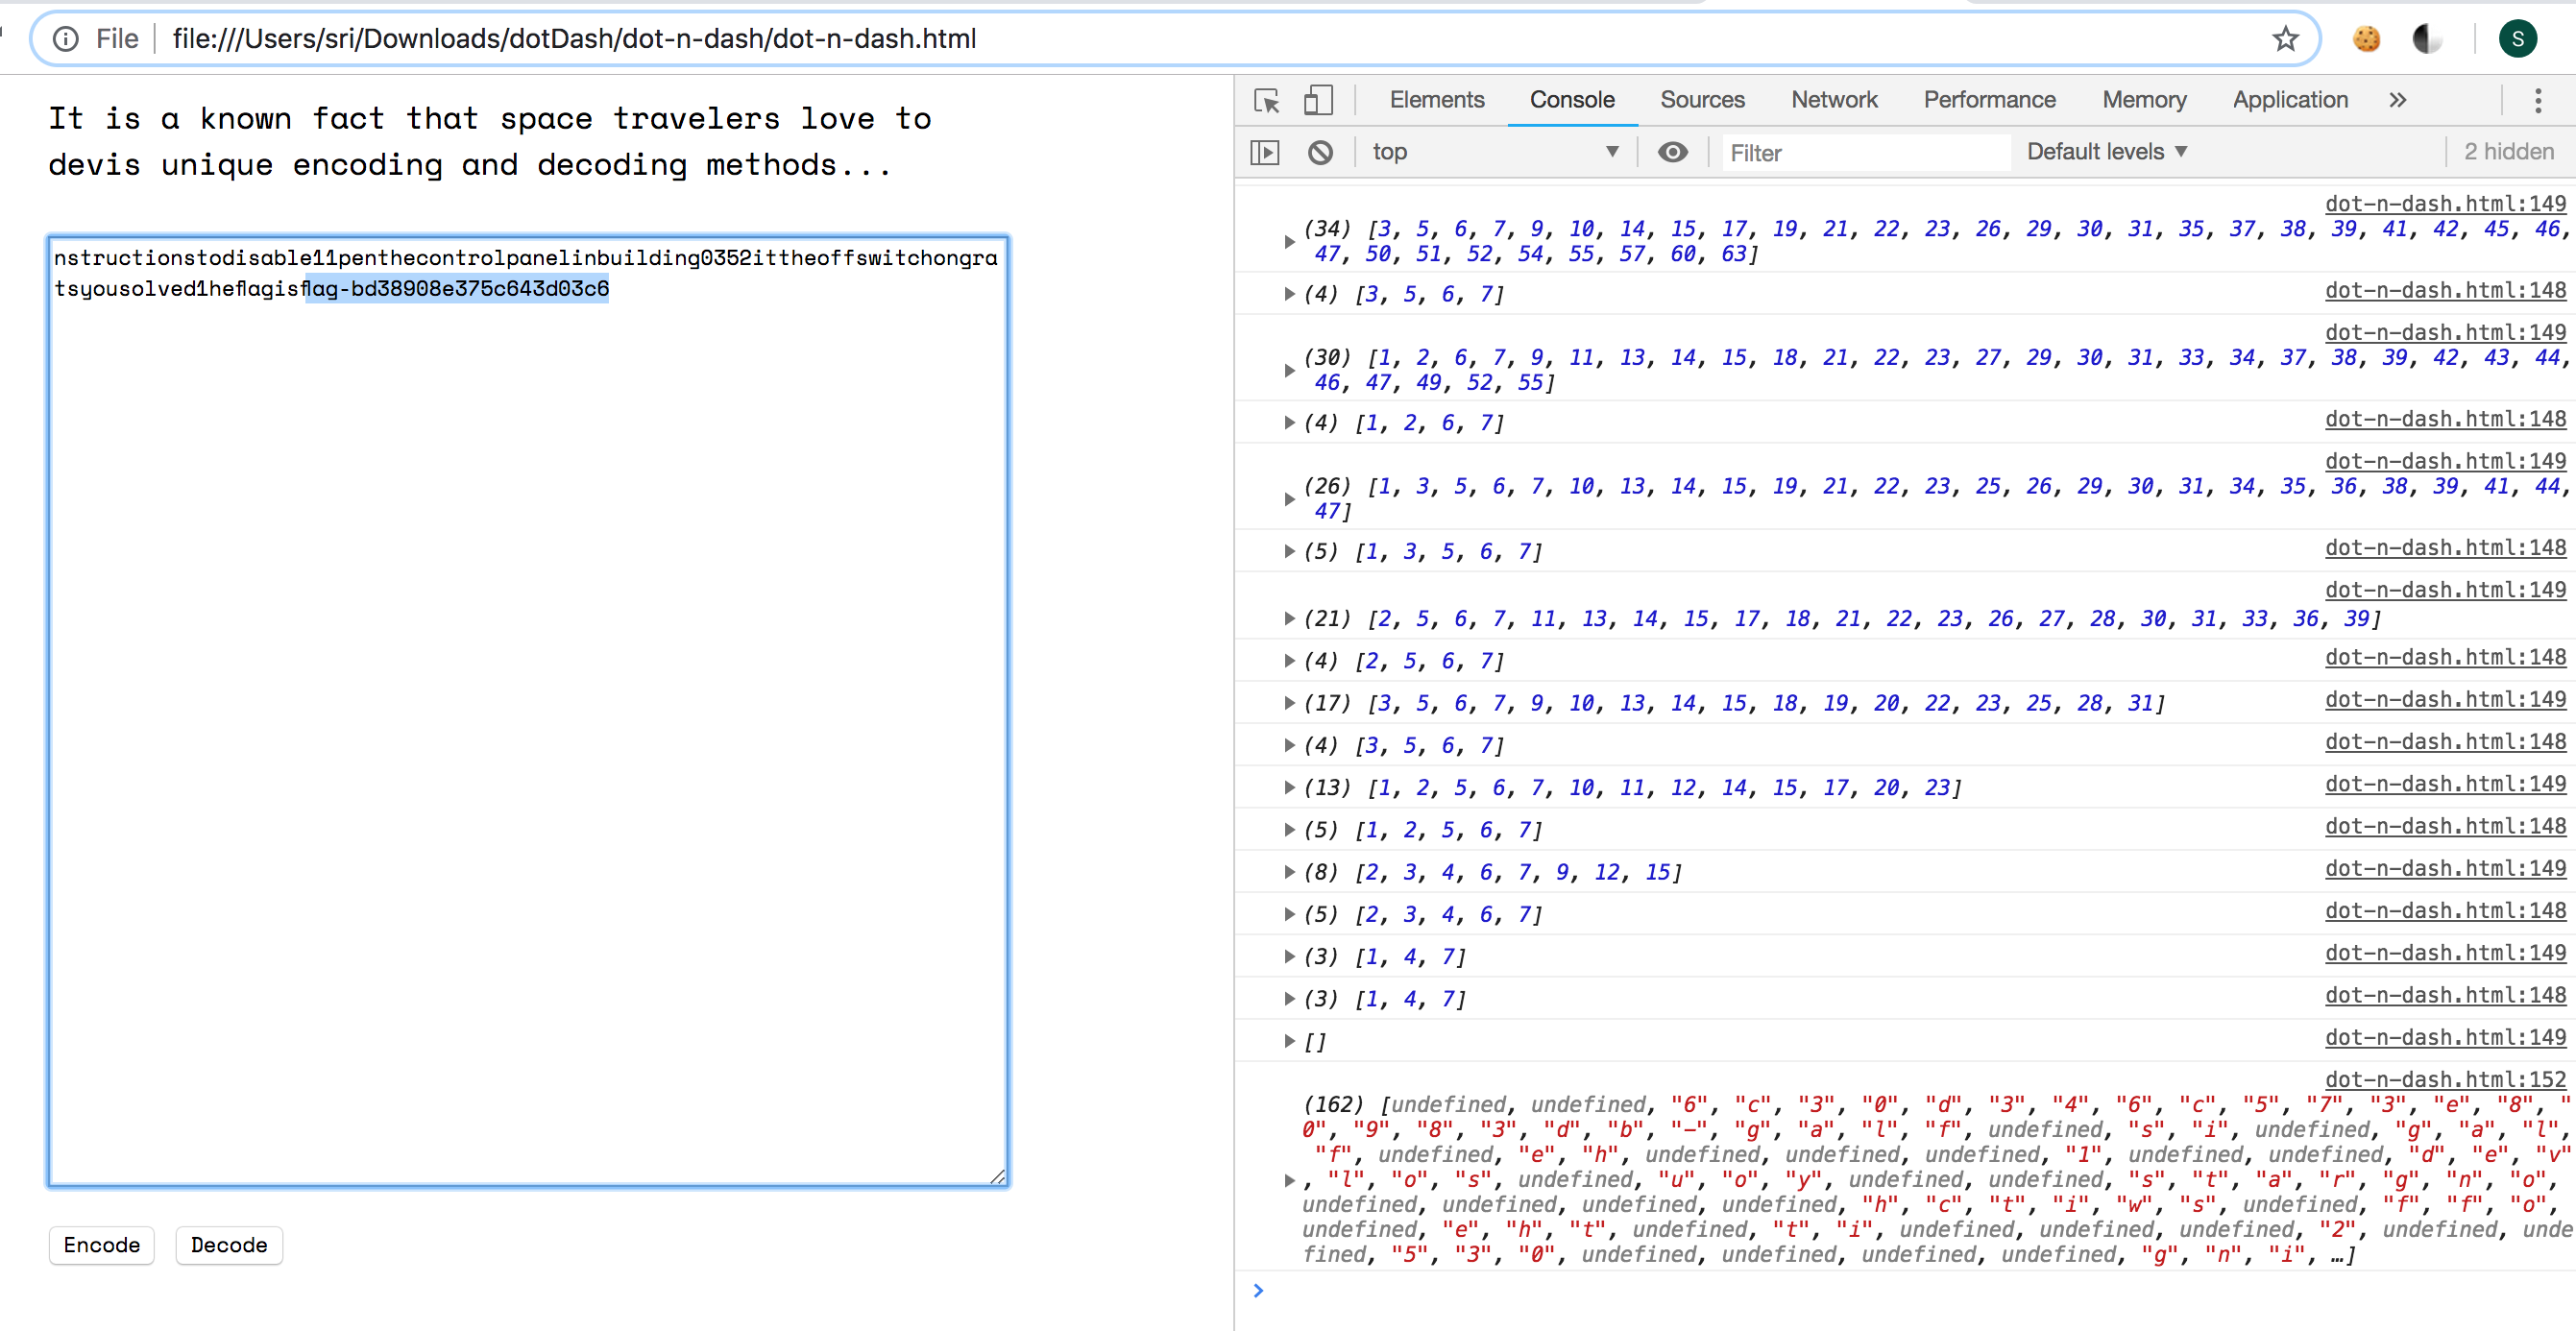 File
file:///Users/sri/Downloads/dotDash/dot-n-dash/dot-n-dash.html
S
It is a known fact that space travelers love to
devis unique encoding and decoding methods...
nstructionstodisable11penthecontrolpanelinbuilding0352ittheoffswitchongra
tsyousolved1heflagisflag-bd38908e375c643d03c6
Encode
Decode
Elements Console Sources Network Performance Memory Application »
top
Filter
Default levels
2 hidden
dot-n-dash.html:149
(34) [3, 5, 6, 7, 9, 10, 14, 15, 17, 19, 21, 22, 23, 26, 29, 30, 31, 35, 37, 38, 39, 41, 42, 45, 46,
47, 50, 51, 52, 54, 55, 57, 60, 63]
(4) [3, 5, 6, 7] dot-n-dash.html:148
dot-n-dash.html:149
(30) [1, 2, 6, 7, 9, 11, 13, 14, 15, 18, 21, 22, 23, 27, 29, 30, 31, 33, 34, 37, 38, 39, 42, 43, 44,
46, 47, 49, 52, 55]
(4) [1, 2, 6, 7] dot-n-dash.html:148
dot-n-dash.html:149
(26) [1, 3, 5, 6, 7, 10, 13, 14, 15, 19, 21, 22, 23, 25, 26, 29, 30, 31, 34, 35, 36, 38, 39, 41, 44,
47]
(5) [1, 3, 5, 6, 7] dot-n-dash.html:148
dot-n-dash.html:149
(21) [2, 5, 6, 7, 11, 13, 14, 15, 17, 18, 21, 22, 23, 26, 27, 28, 30, 31, 33, 36, 39]
(4) [2, 5, 6, 7] dot-n-dash.html:148
(17) [3, 5, 6, 7, 9, 10, 13, 14, 15, 18, 19, 20, 22, 23, 25, 28, 31] dot-n-dash.html:149
(4) [3, 5, 6, 7] dot-n-dash.html:148
(13) [1, 2, 5, 6, 7, 10, 11, 12, 14, 15, 17, 20, 23] dot-n-dash.html:149
(5) [1, 2, 5, 6, 7] dot-n-dash.html:148
(8) [2, 3, 4, 6, 7, 9, 12, 15] dot-n-dash.html:149
(5) [2, 3, 4, 6, 7] dot-n-dash.html:148
(3) [1, 4, 7] dot-n-dash.html:149
(3) [1, 4, 7] dot-n-dash.html:148
[] dot-n-dash.html:149
dot-n-dash.html:152
(162) [undefined, undefined, "6", "c", "3", "0", "d", "3", "4", "6", "c", "5", "7", "3", "e", "8", "
0", "9", "8", "3", "d", "b", "-", "g", "a", "l", "f", undefined, "s", "i", undefined, "g", "a", "l",
"f", undefined, "e", "h", undefined, undefined, undefined, "1", undefined, undefined, "d", "e", "v"
, "l", "o", "s", undefined, "u", "o", "y", undefined, undefined, "s", "t", "a", "r", "g", "n", "o",
undefined, undefined, undefined, undefined, "h", "c", "t", "i", "w", "s", undefined, "f", "f", "o",
undefined, "e", "h", "t", undefined, "t", "i", undefined, undefined, undefined, "2", undefined, unde
fined, "5", "3", "0", undefined, undefined, undefined, undefined, "g", "n", "i", …]